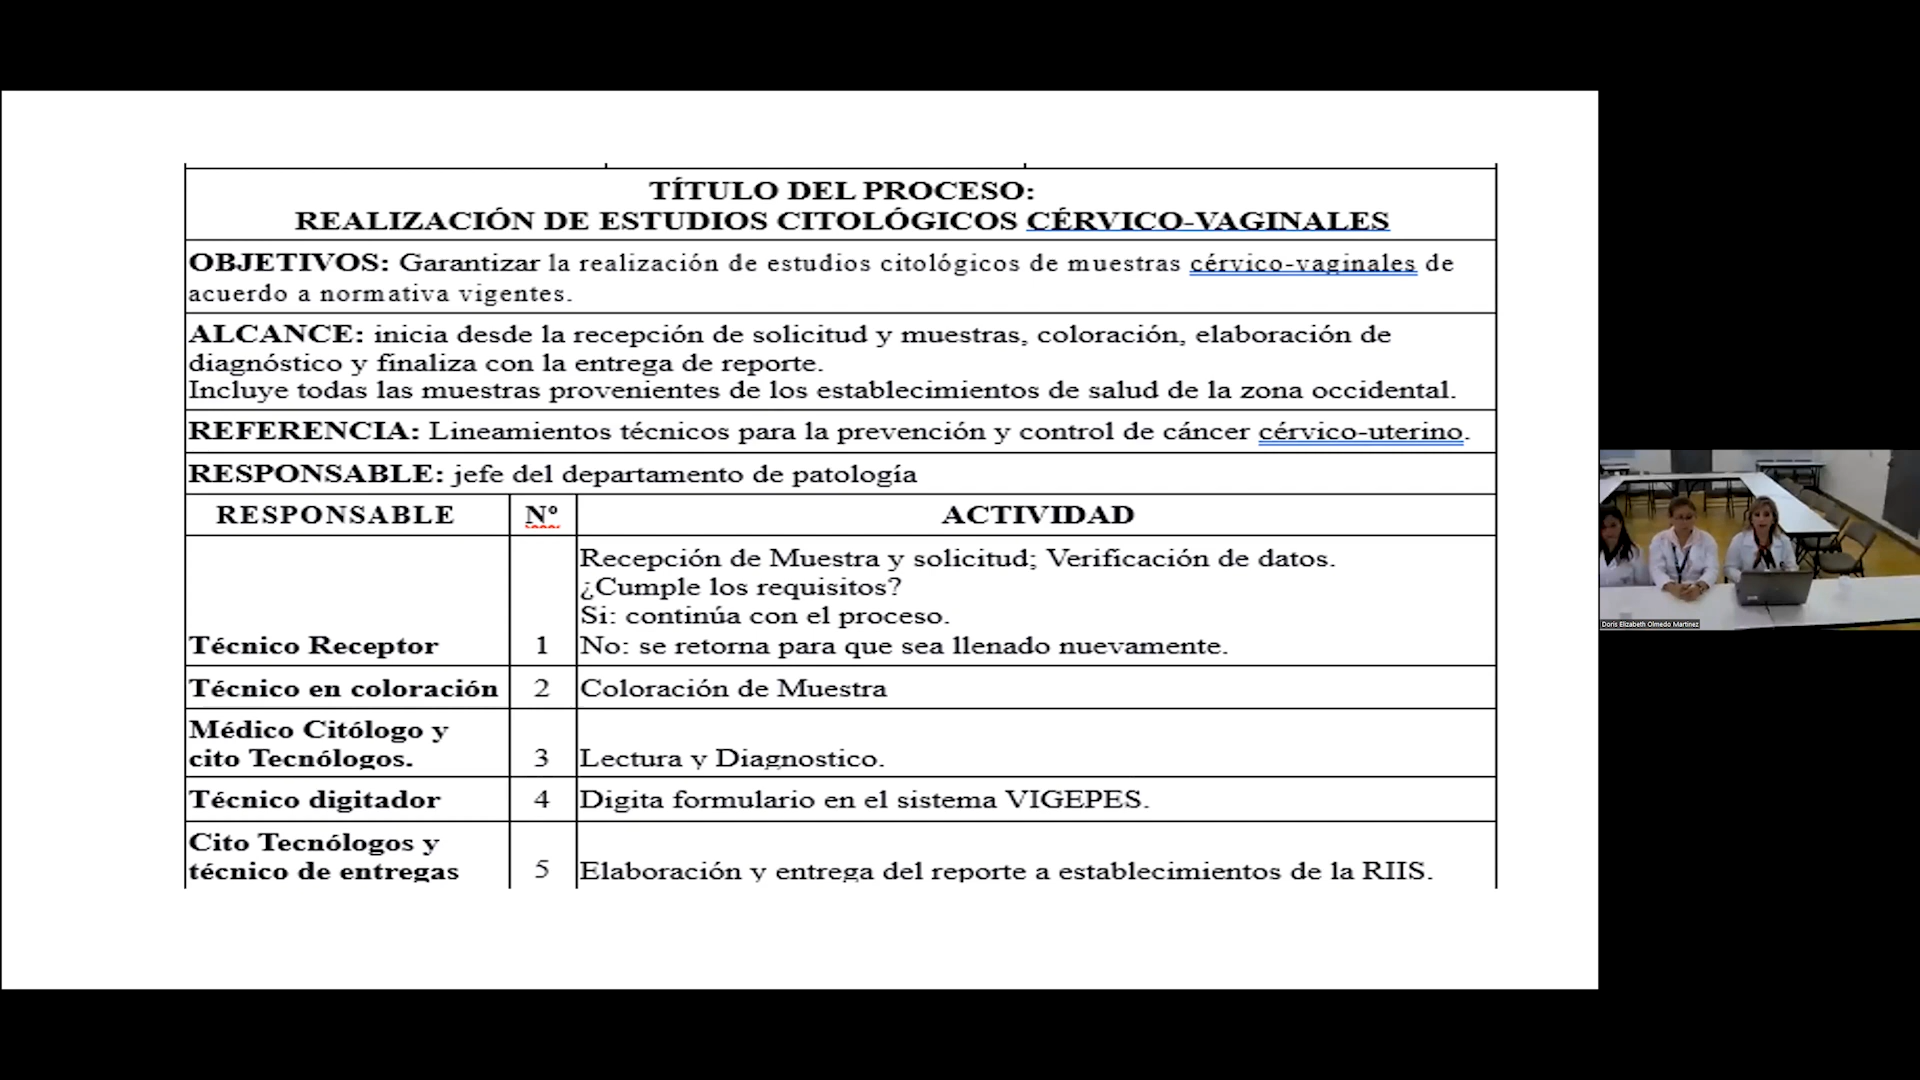 TÍTULO DEL PROCESO:
REALIZACIÓN DE ESTUDIOS CITOLÓGICOS CÉRVICO-VAGINALES
OBJETIVOS: Garantizar la realización de estudios citológicos de muestras cérvico-vaginales de
acuerdo a normativa vigentes.
ALCANCE: inicia desde la recepción de solicitud y muestras, coloración, elaboración de
diagnóstico y finaliza con la entrega de reporte.
Incluye todas las muestras provenientes de los establecimientos de salud de la zona occidental.
REFERENCIA: Lineamientos técnicos para la prevención y control de cáncer cérvico-uterino.
RESPONSABLE: jefe del departamento de patología
RESPONSABLE Nº ACTIVIDAD
Recepción de Muestra y solicitud; Verificación de datos.
¿Cumple los requisitos?
Si: continúa con el proceso.
Técnico Receptor 1 No: se retorna para que sea llenado nuevamente.
Técnico en coloración 2 Coloración de Muestra
Médico Citólogo y
cito Tecnólogos. 3 Lectura y Diagnostico.
Técnico digitador 4 Digita formulario en el sistema VIGEPES.
Cito Tecnólogos y
técnico de entregas 5 Elaboración y entrega del reporte a establecimientos de la RIIS.
Doris Elizabeth Olmedo Martinez